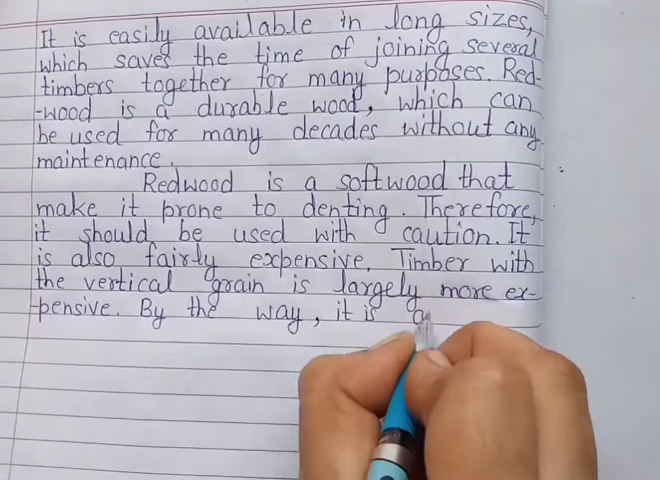 It is easily available in long sizes,
which saves the time of joining several
timbers together for many purposes. Red-
-wood is a durable wood, which can
be used for many decades without any
maintenance.
Redwood is a softwood that
make it prone to denting. Therefore,
it should be used with caution. It
is also fairly expensive. Timber with
the vertical grain is largely more ex-
-pensive. By the way, it is a